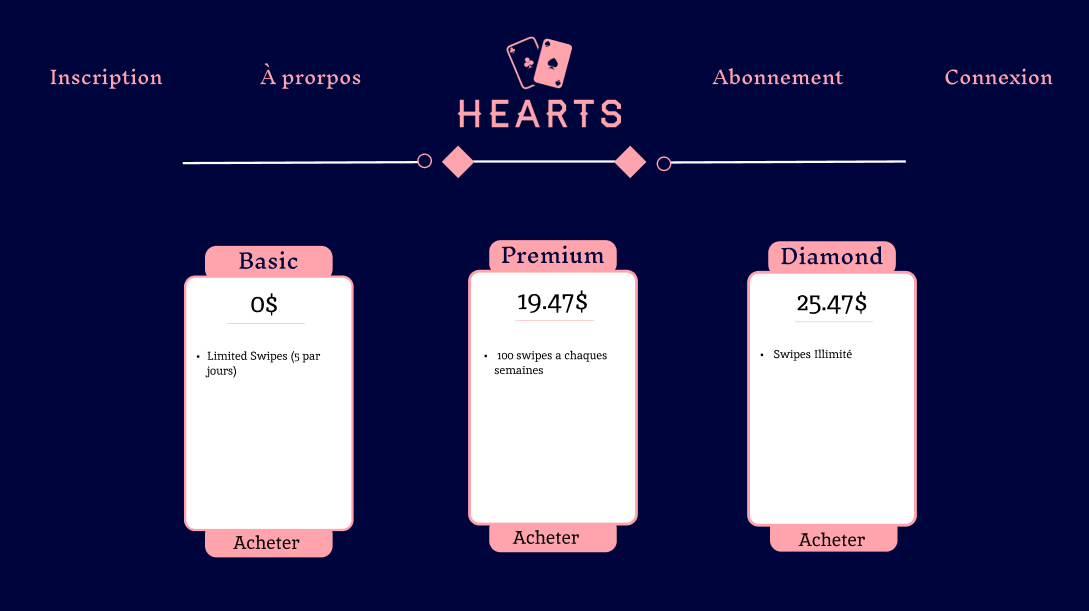 Inscription
À prorpos
HEARTS
Abonnement
Connexion
Basic
0$
• Limited Swipes (5 par
jours)
Acheter
Premium
19.47$
• 100 swipes a chaques
semaines
Acheter
Diamond
25.47$
• Swipes Illimité
Acheter